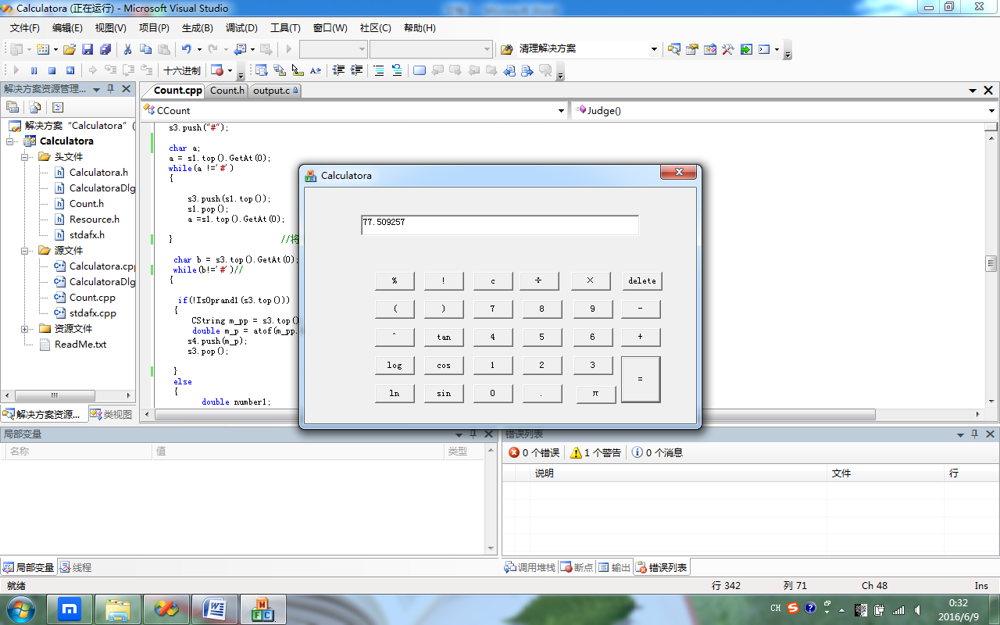 Calculatora (正在运行) - Microsoft Visual Studio
文件(F) 编辑(E) 视图(V) 项目(P) 生成(B) 调试(D) 工具(T) 窗口(W) 社区(C) 帮助(H)
清理解决方案
十六进制
解决方案资源管理...
Count.cpp Count.h output.c
CCount Judge()
解决方案 “Calculatora” (
Calculatora
头文件
Calculatora.h
CalculatoraDlg
Count.h
Resource.h
stdafx.h
源文件
Calculatora.cpp
CalculatoraDlg
Count.cpp
stdafx.cpp
资源文件
ReadMe.txt
解决方案资源... 类视图
s3.push("#");
char a;
a = s1.top().GetAt(0);
while(a !='#')
{
s3.push(s1.top());
s1.pop();
a =s1.top().GetAt(0);
} //将
char b = s3.top().GetAt(0);
while(b!='#')//
{
if(!IsOprand1(s3.top()))
{
CString m_pp = s3.top()
double m_p = atof(m_pp.
s4.push(m_p);
s3.pop();
}
else
{
double number1;
Calculatora
77.509257
% ! c ÷ × delete
( ) 7 8 9 -
^ tan 4 5 6 +
log cos 1 2 3 =
ln sin 0 . π
局部变量
名称 值 类型
局部变量 线程
错误列表
0 个错误 1 个警告 0 个消息
说明 文件 行
调用堆栈 断点 输出 错误列表
就绪 行 342 列 71 Ch 48 Ins
CH 0:32
2016/6/9